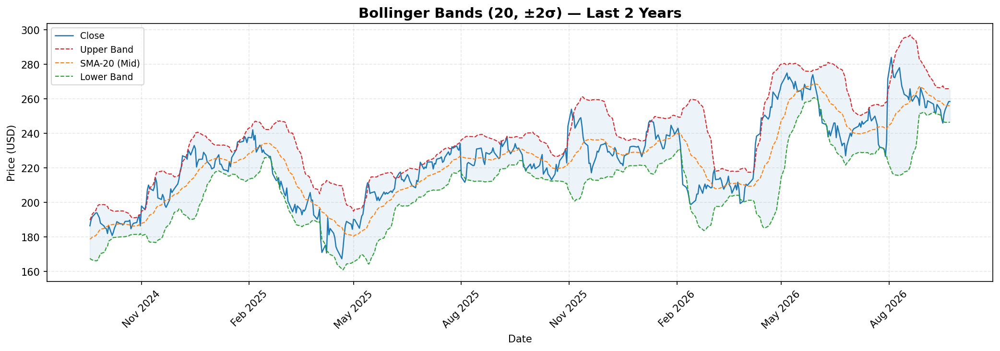 Bollinger Bands (20, ±2σ) — Last 2 Years
Close
Upper Band
SMA-20 (Mid)
Lower Band
Price (USD)
300
280
260
240
220
200
180
160
Nov 2024
Feb 2025
May 2025
Aug 2025
Nov 2025
Feb 2026
May 2026
Aug 2026
Date